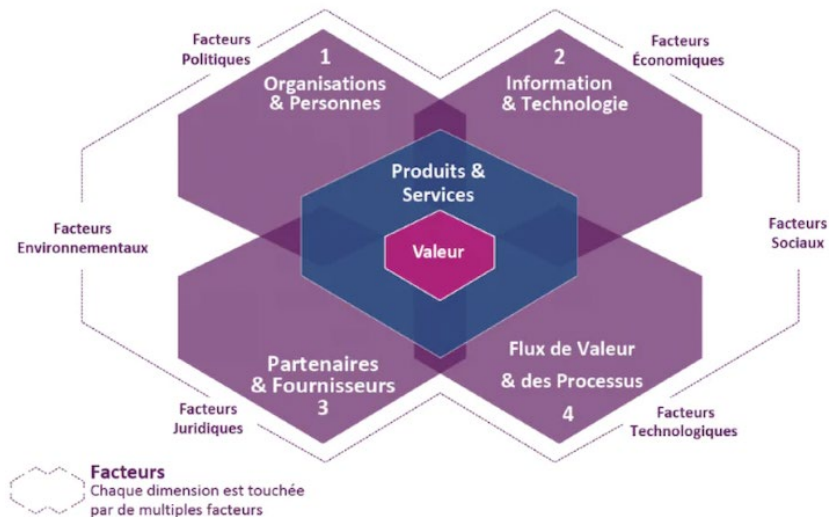 Facteurs
Politiques
Facteurs
Économiques
1
Organisations
& Personnes
2
Information
& Technologie
Produits &
Services
Valeur
Facteurs
Environnementaux
Facteurs
Sociaux
Partenaires
& Fournisseurs
3
Flux de Valeur
& des Processus
4
Facteurs
Juridiques
Facteurs
Technologiques
Facteurs
Chaque dimension est touchée
par de multiples facteurs